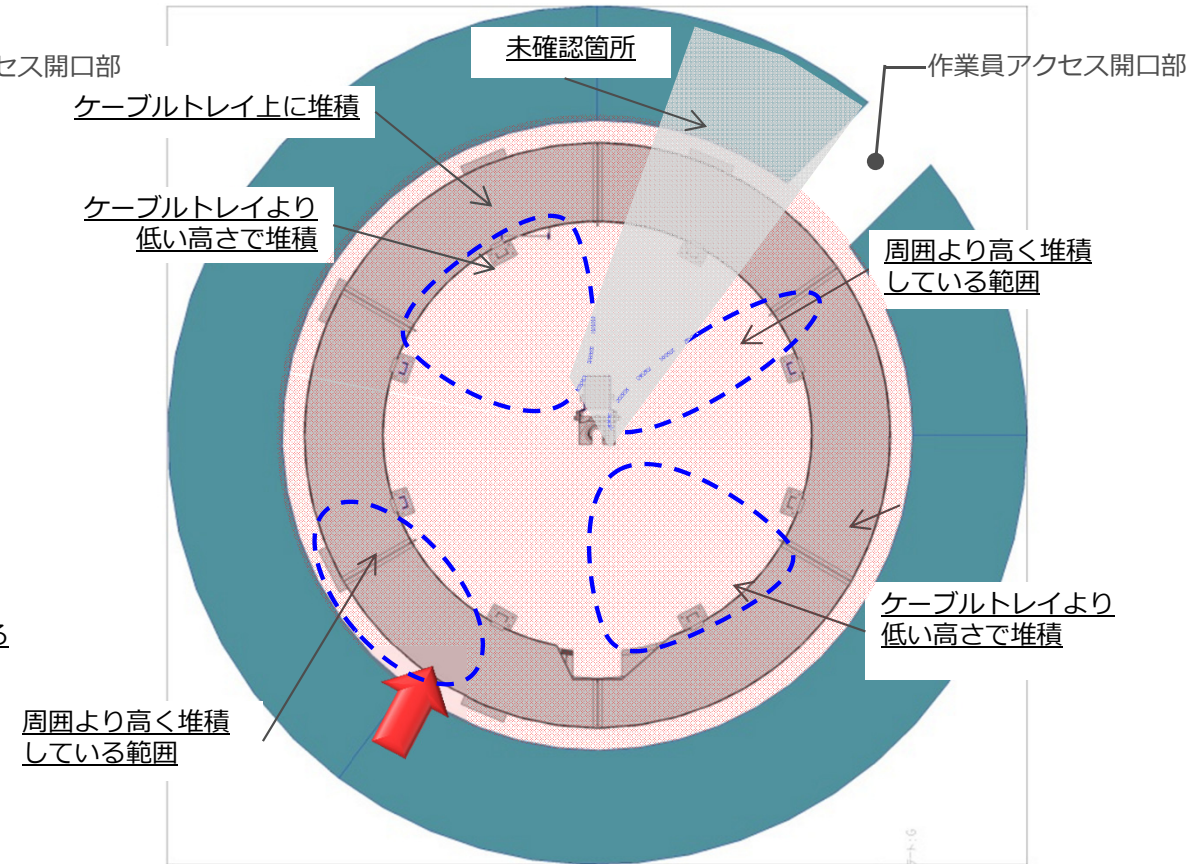 未確認箇所
セス開口部
作業員アクセス開口部
ケーブルトレイ上に堆積
ケーブルトレイより
低い高さで堆積
周囲より高く堆積
している範囲
ケーブルトレイより
低い高さで堆積
る
周囲より高く堆積
している範囲